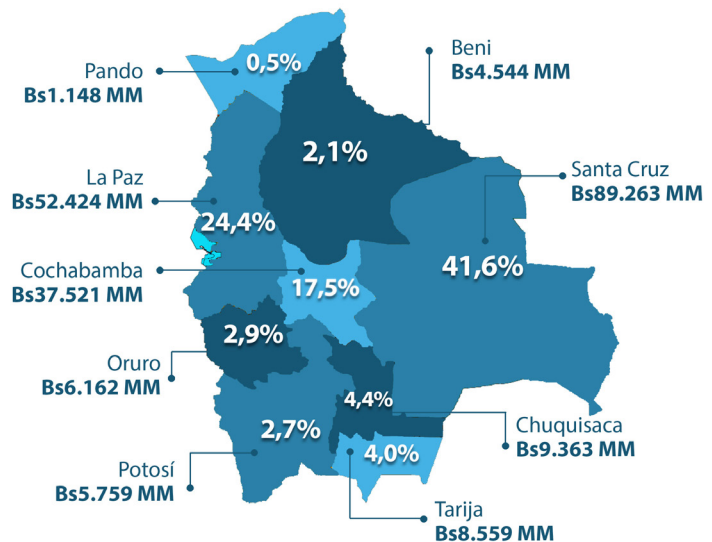 0,5%
Pando
Bs1.148 MM
Beni
Bs4.544 MM
2,1%
La Paz
Bs52.424 MM
24,4%
Santa Cruz
Bs89.263 MM
41,6%
Cochabamba
Bs37.521 MM
17,5%
2,9%
Oruro
Bs6.162 MM
4,4%
Chuquisaca
Bs9.363 MM
2,7%
Potosí
Bs5.759 MM
4,0%
Tarija
Bs8.559 MM